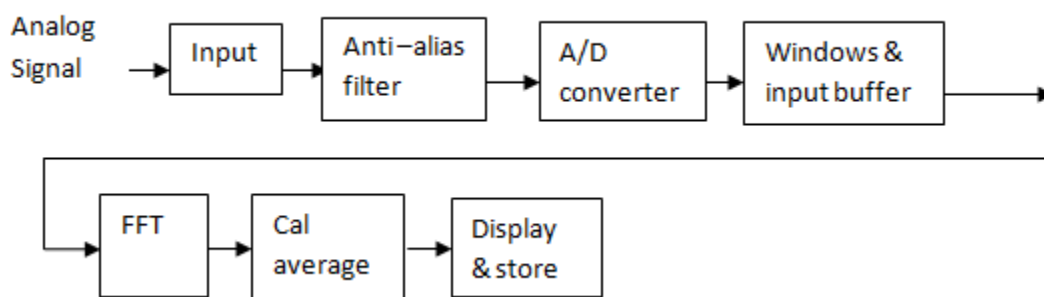 Analog
Signal
Input
Anti–alias
filter
A/D
converter
Windows &
input buffer
FFT
Cal
average
Display
& store